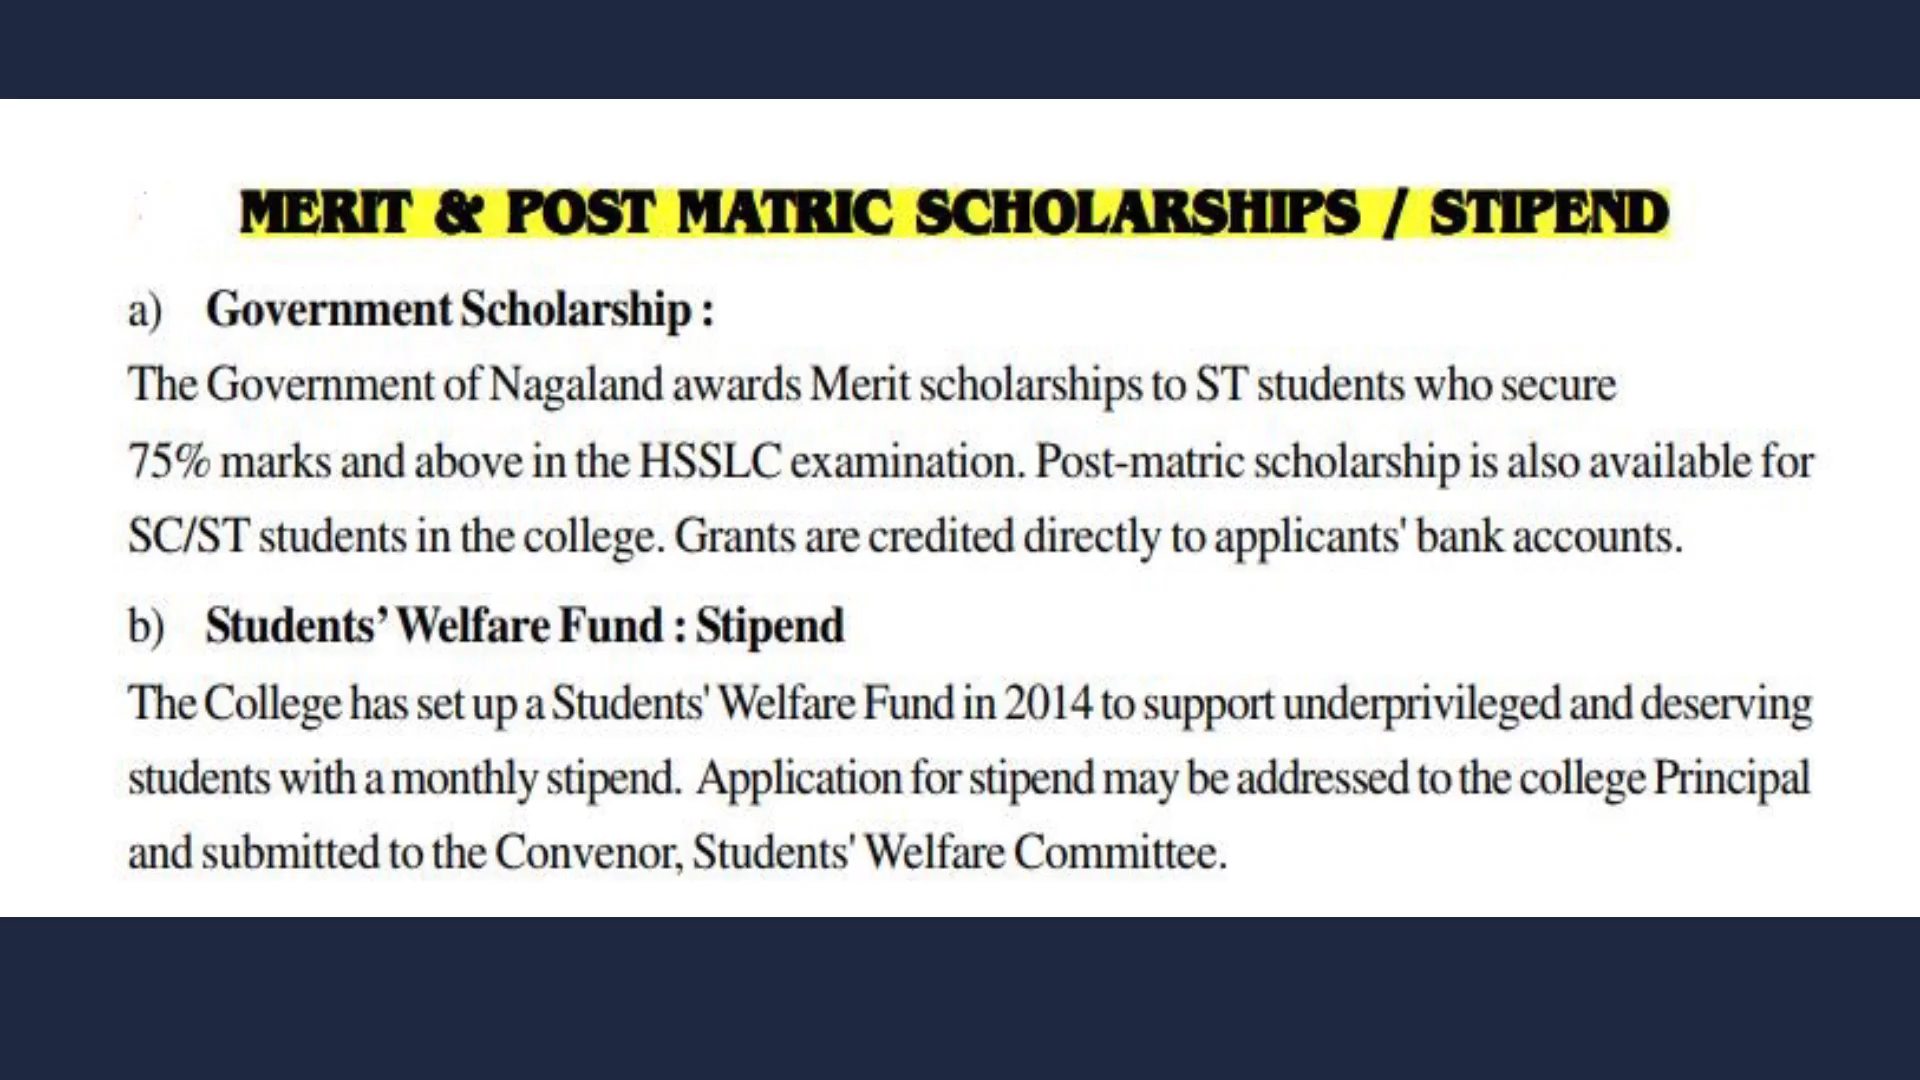 MERIT & POST MATRIC SCHOLARSHIPS / STIPEND
a) Government Scholarship :
The Government of Nagaland awards Merit scholarships to ST students who secure
75% marks and above in the HSSLC examination. Post-matric scholarship is also available for
SC/ST students in the college. Grants are credited directly to applicants' bank accounts.
b) Students’ Welfare Fund : Stipend
The College has set up a Students' Welfare Fund in 2014 to support underprivileged and deserving
students with a monthly stipend. Application for stipend may be addressed to the college Principal
and submitted to the Convenor, Students' Welfare Committee.